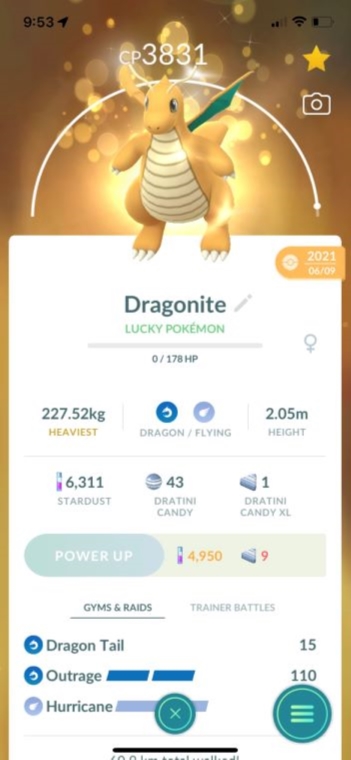 9:53
CP3831
2021
06/09
Dragonite
LUCKY POKÉMON
0 / 178 HP
227.52kg
HEAVIEST
DRAGON / FLYING
2.05m
HEIGHT
6,311
STARDUST
43
DRATINI
CANDY
1
DRATINI
CANDY XL
POWER UP
4,950
9
GYMS & RAIDS
TRAINER BATTLES
Dragon Tail 15
Outrage 110
Hurricane
km total walked!